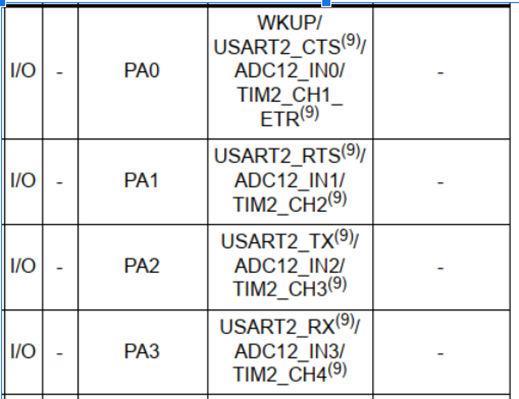 I/O - PA0 WKUP/ -
USART2_CTS(9)/
ADC12_IN0/
TIM2_CH1_
ETR(9)
I/O - PA1 USART2_RTS(9)/ -
ADC12_IN1/
TIM2_CH2(9)
I/O - PA2 USART2_TX(9)/ -
ADC12_IN2/
TIM2_CH3(9)
I/O - PA3 USART2_RX(9)/ -
ADC12_IN3/
TIM2_CH4(9)